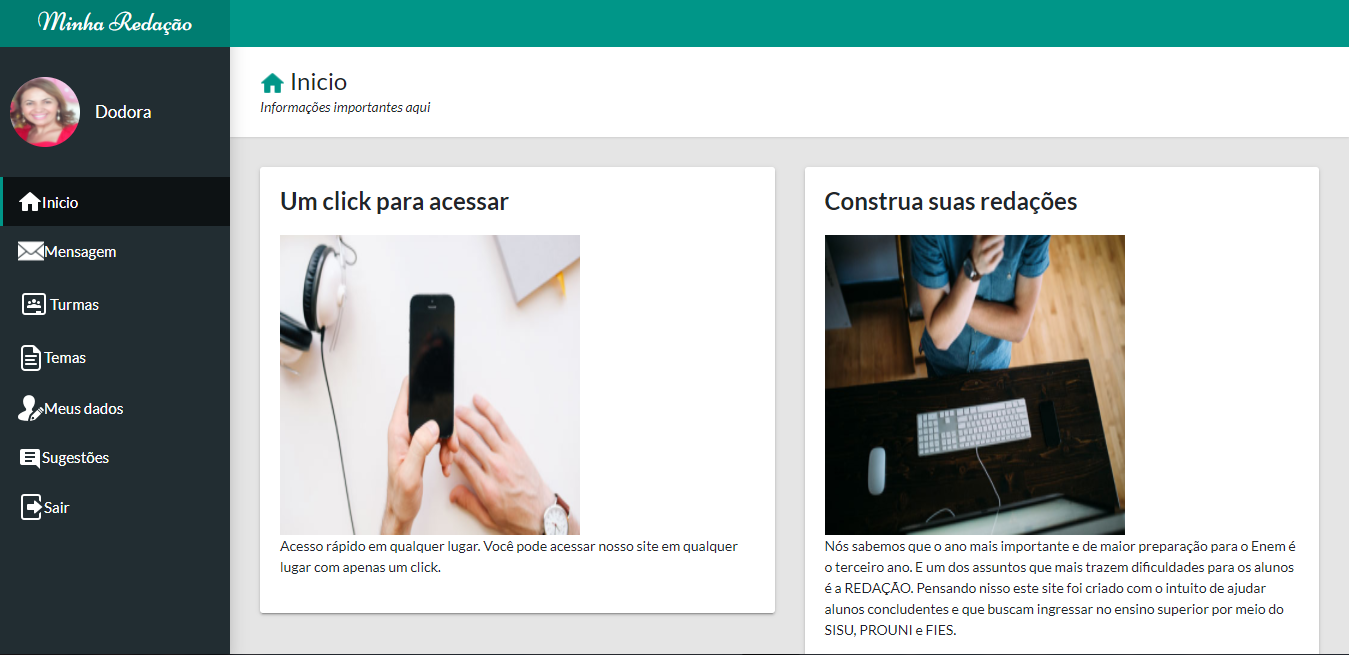 Minha Redação
Dodora
Inicio
Mensagem
Turmas
Temas
Meus dados
Sugestões
Sair
Inicio
Informações importantes aqui
Um click para acessar
Acesso rápido em qualquer lugar. Você pode acessar nosso site em qualquer
lugar com apenas um click.
Construa suas redações
Nós sabemos que o ano mais importante e de maior preparação para o Enem é
o terceiro ano. E um dos assuntos que mais trazem dificuldades para os alunos
é a REDAÇÃO. Pensando nisso este site foi criado com o intuito de ajudar
alunos concludentes e que buscam ingressar no ensino superior por meio do
SISU, PROUNI e FIES.